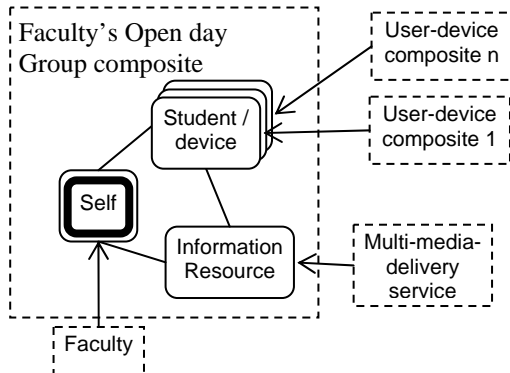 Faculty's Open day
Group composite
User-device
composite n
Student /
device
User-device
composite 1
Self
Information
Resource
Multi-media-
delivery
service
Faculty